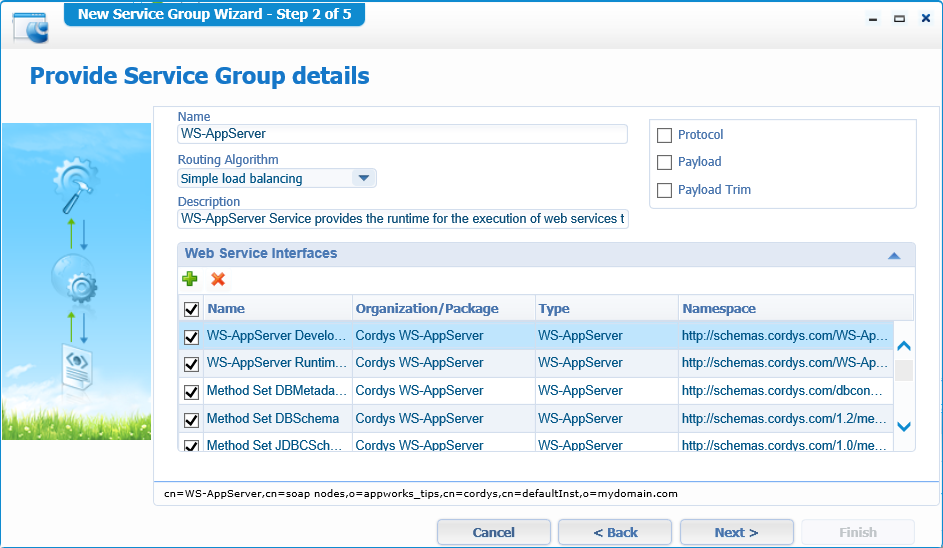 New Service Group Wizard - Step 2 of 5
Provide Service Group details
Name
WS-AppServer
Routing Algorithm
Simple load balancing
Description
WS-AppServer Service provides the runtime for the execution of web services t
Protocol
Payload
Payload Trim
Web Service Interfaces
Name Organization/Package Type Namespace
WS-AppServer Develo... Cordys WS-AppServer WS-AppServer http://schemas.cordys.com/WS-Ap...
WS-AppServer Runtim... Cordys WS-AppServer WS-AppServer http://schemas.cordys.com/WS-Ap...
Method Set DBMetada... Cordys WS-AppServer WS-AppServer http://schemas.cordys.com/dbcon...
Method Set DBSchema Cordys WS-AppServer WS-AppServer http://schemas.cordys.com/1.2/me...
Method Set JDBCSch... Cordys WS-AppServer WS-AppServer http://schemas.cordys.com/1.0/me...
cn=WS-AppServer,cn=soap nodes,o=appworks_tips,cn=cordys,cn=defaultInst,o=mydomain.com
Cancel
< Back
Next >
Finish